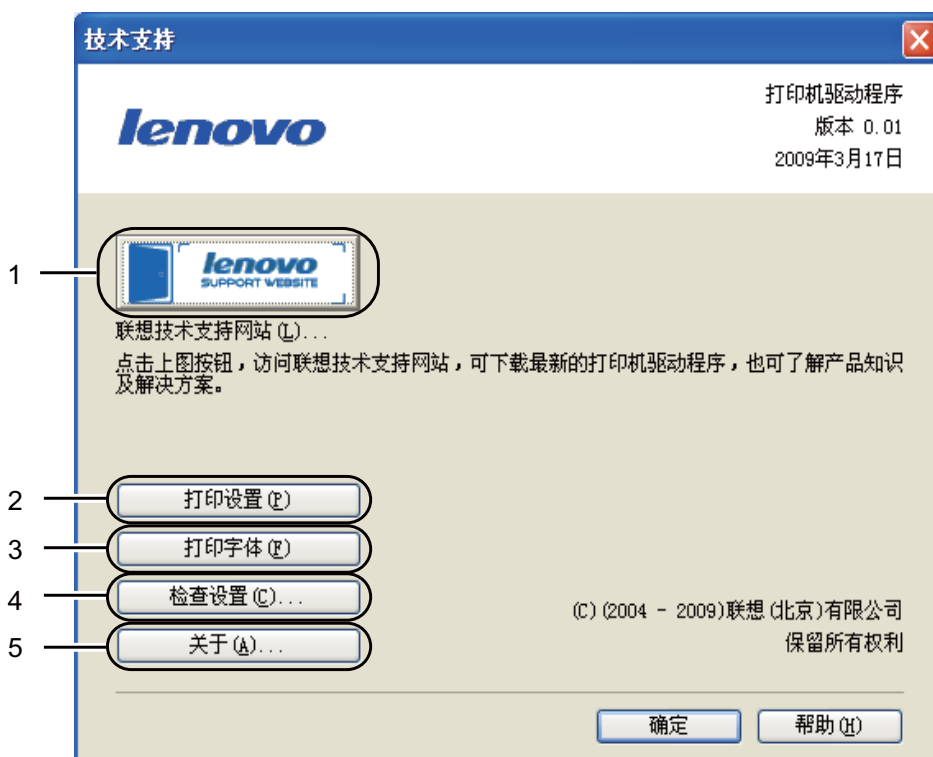 技术支持
lenovo
打印机驱动程序
版本 0.01
2009年3月17日
1
lenovo
SUPPORT WEBSITE
联想技术支持网站(L)...
点击上图按钮，访问联想技术支持网站，可下载最新的打印机驱动程序，也可了解产品知识
及解决方案。
2
打印设置(P)
3
打印字体(F)
4
检查设置(C)...
5
关于(A)...
(C)(2004 - 2009)联想(北京)有限公司
保留所有权利
确定
帮助(H)